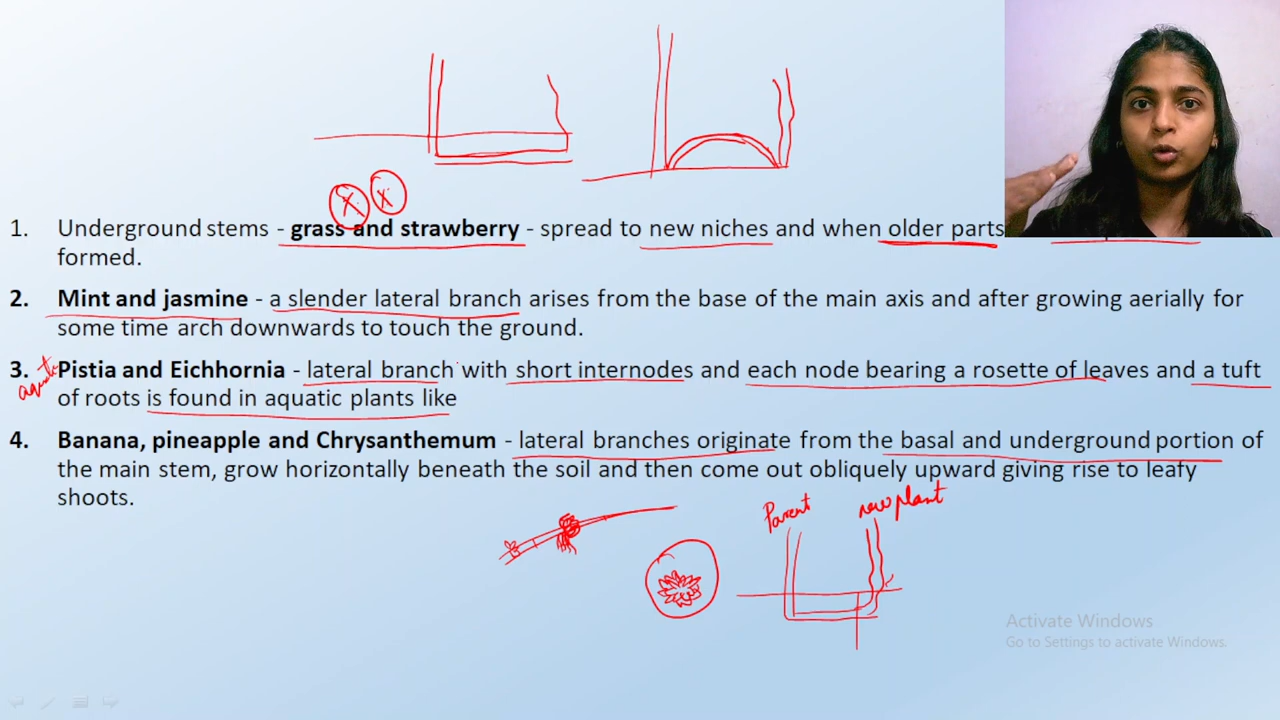 1. Underground stems - grass and strawberry - spread to new niches and when older parts
formed.
2. Mint and jasmine - a slender lateral branch arises from the base of the main axis and after growing aerially for
some time arch downwards to touch the ground.
aquatic
3. Pistia and Eichhornia - lateral branch with short internodes and each node bearing a rosette of leaves and a tuft
of roots is found in aquatic plants like
4. Banana, pineapple and Chrysanthemum - lateral branches originate from the basal and underground portion of
the main stem, grow horizontally beneath the soil and then come out obliquely upward giving rise to leafy
shoots.
Parent new plant
Activate Windows
Go to Settings to activate Windows.